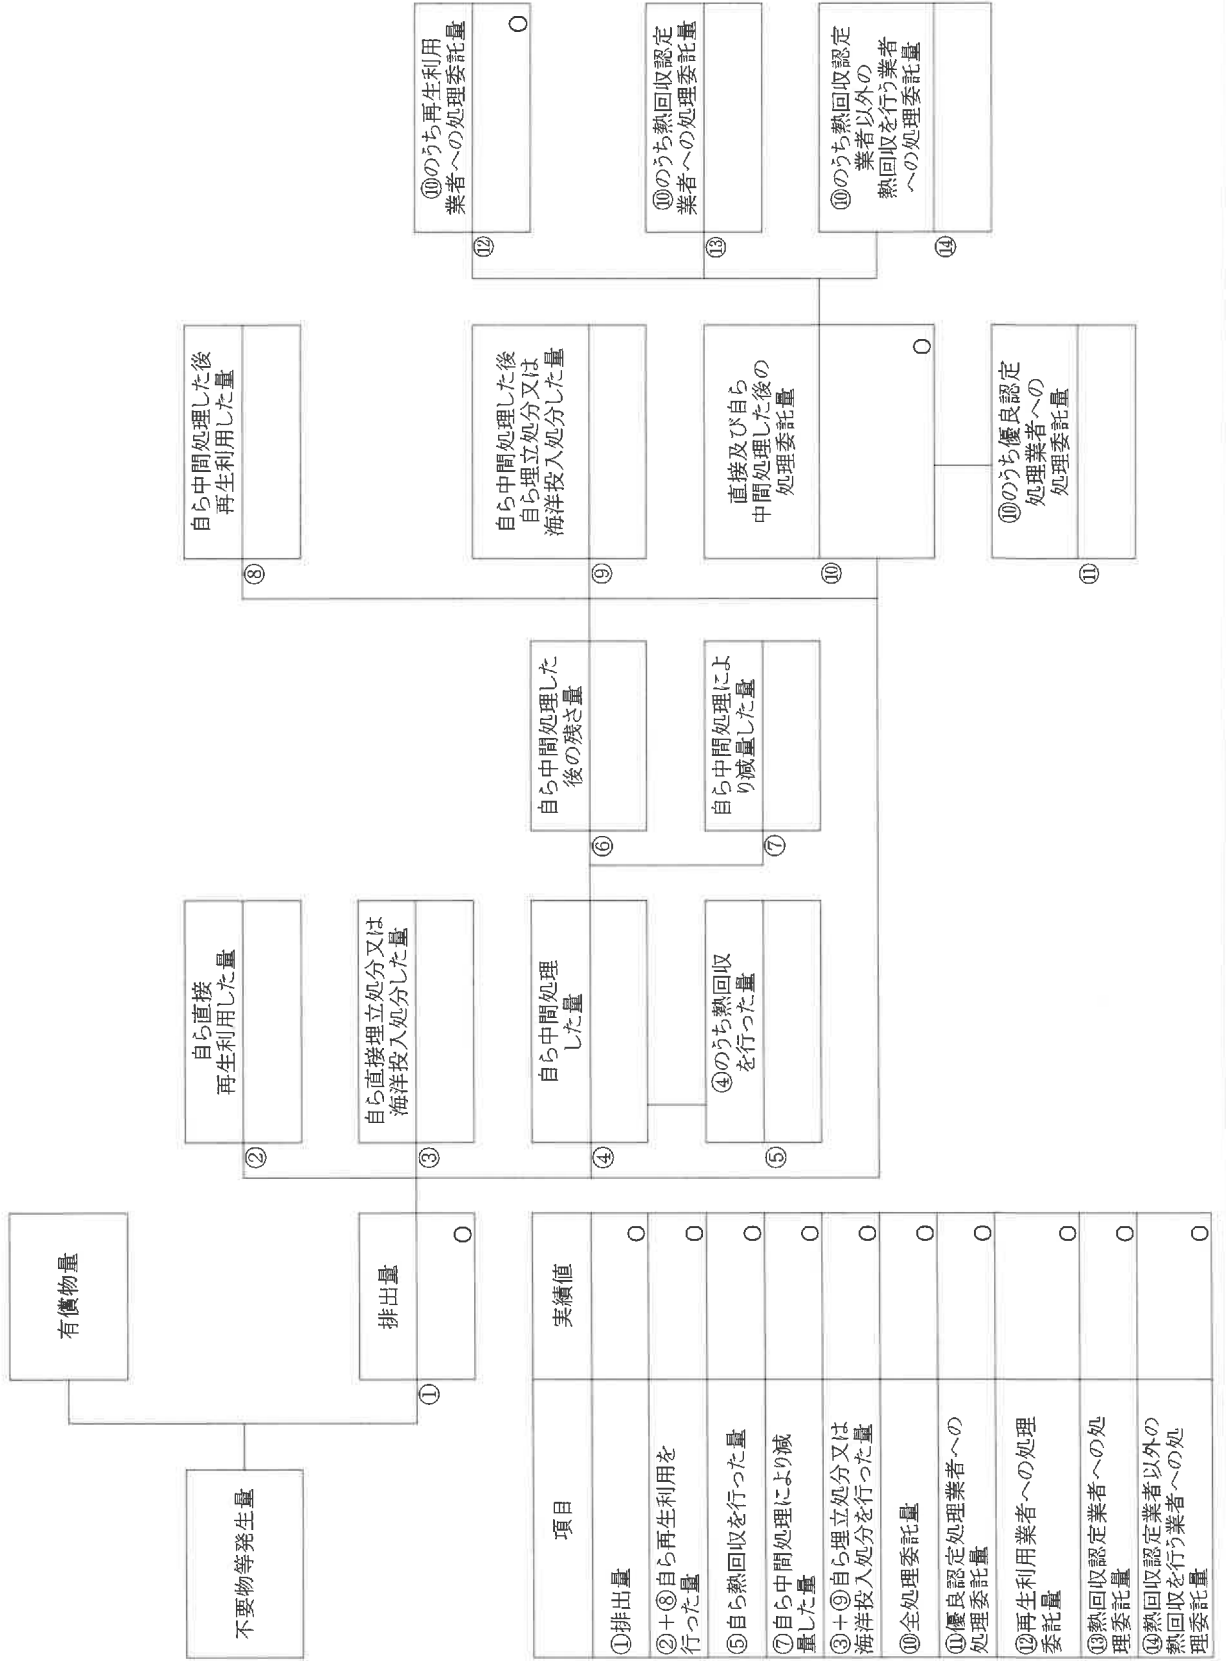 不要物等発生量
有償物量
①
排出量
0
②
自ら直接
再生利用した量
③
自ら直接埋立処分又は
海洋投入処分した量
④
自ら中間処理
した量
⑤
④のうち熱回収
を行った量
⑥
自ら中間処理した
後の残さ量
⑦
自ら中間処理によ
り減量した量
⑧
自ら中間処理した後
再生利用した量
⑨
自ら中間処理した後
自ら埋立処分又は
海洋投入処分した量
⑩
直接及び自ら
中間処理した後の
処理委託量
0
⑪
⑩のうち優良認定
処理業者への
処理委託量
⑫
⑩のうち再生利用
業者への処理委託量
0
⑬
⑩のうち熱回収認定
業者への処理委託量
⑭
⑩のうち熱回収認定
業者以外の
熱回収を行う業者
への処理委託量
項目 実績値
①排出量 0
②+⑧自ら再生利用を
行った量 0
⑤自ら熱回収を行った量 0
⑦自ら中間処理により減
量した量 0
③+⑨自ら埋立処分又は
海洋投入処分を行った量 0
⑩全処理委託量 0
⑪優良認定処理業者への
処理委託量 0
⑫再生利用業者への処理
委託量 0
⑬熱回収認定業者への処
理委託量 0
⑭熱回収認定業者以外の
熱回収を行う業者への処
理委託量 0